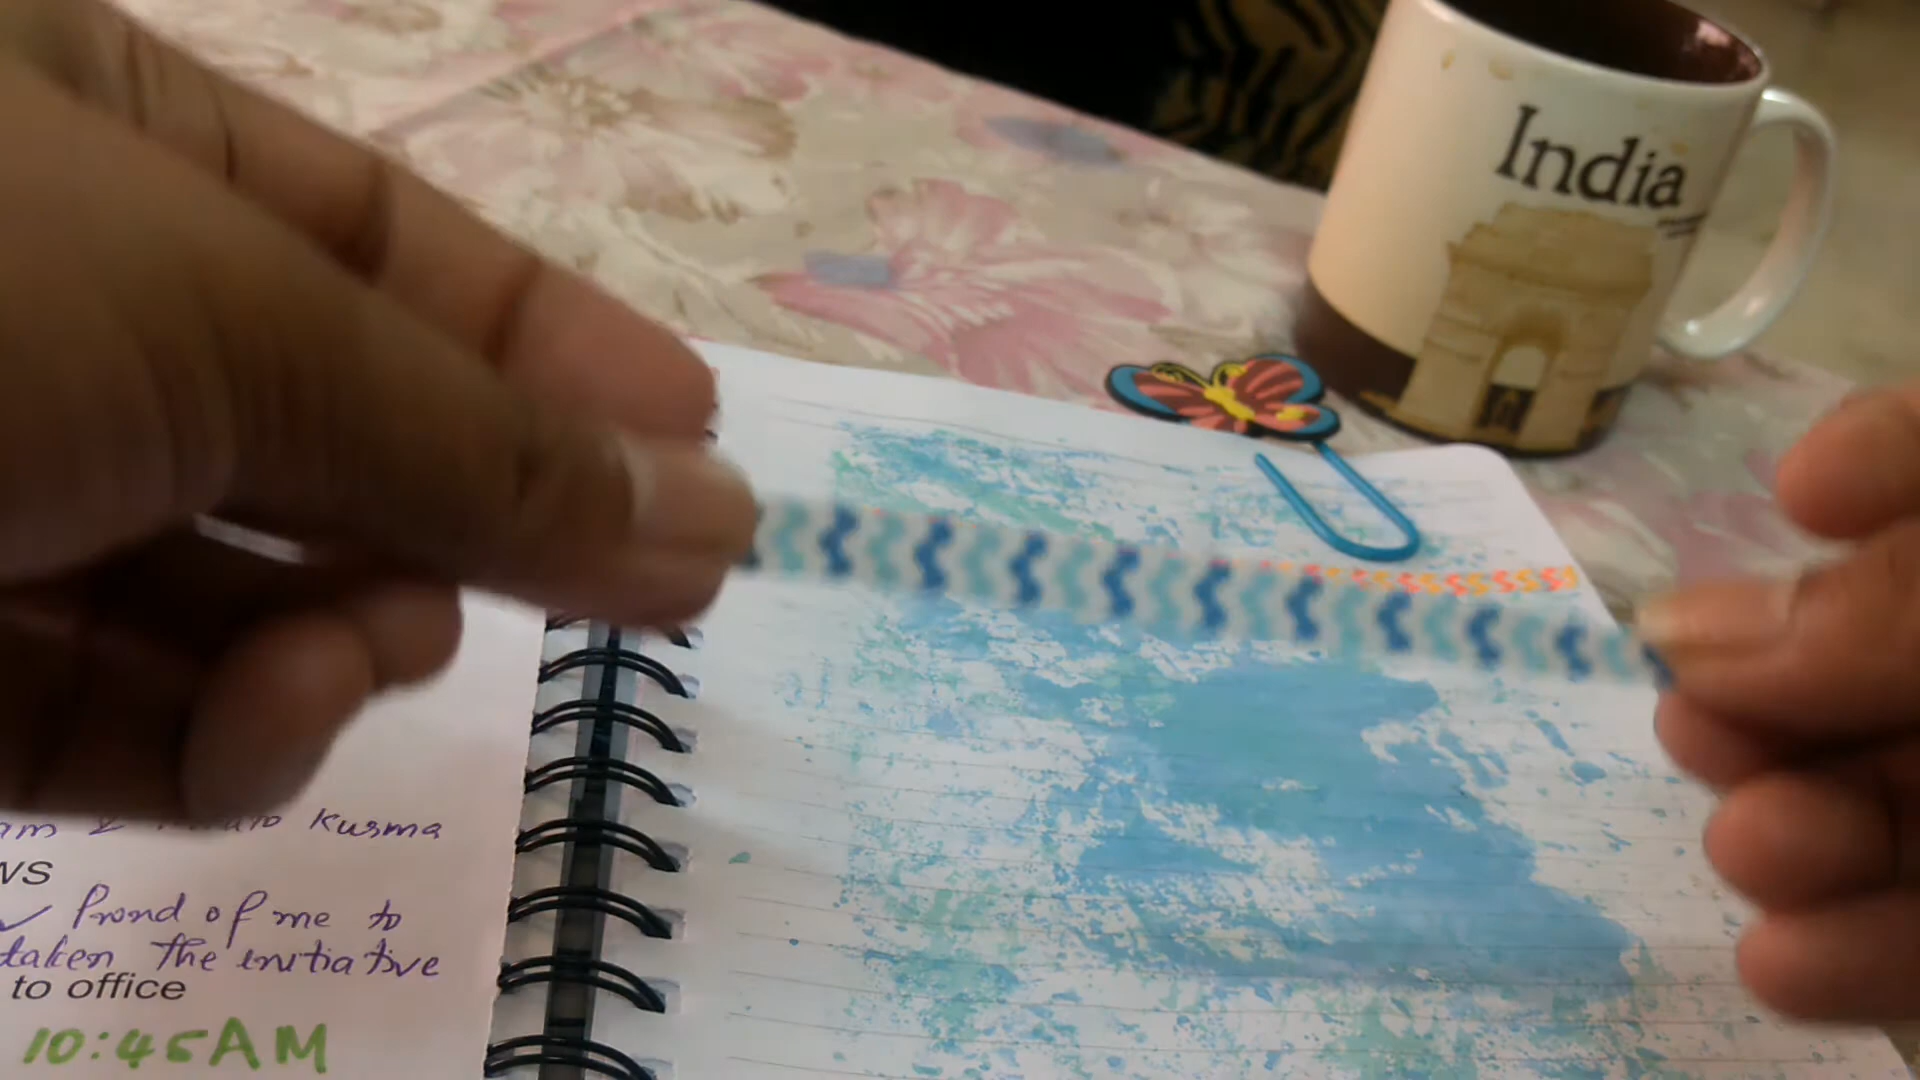 India
Kusma
WS
Proud of me to
taken The initiative
to office
10:45AM